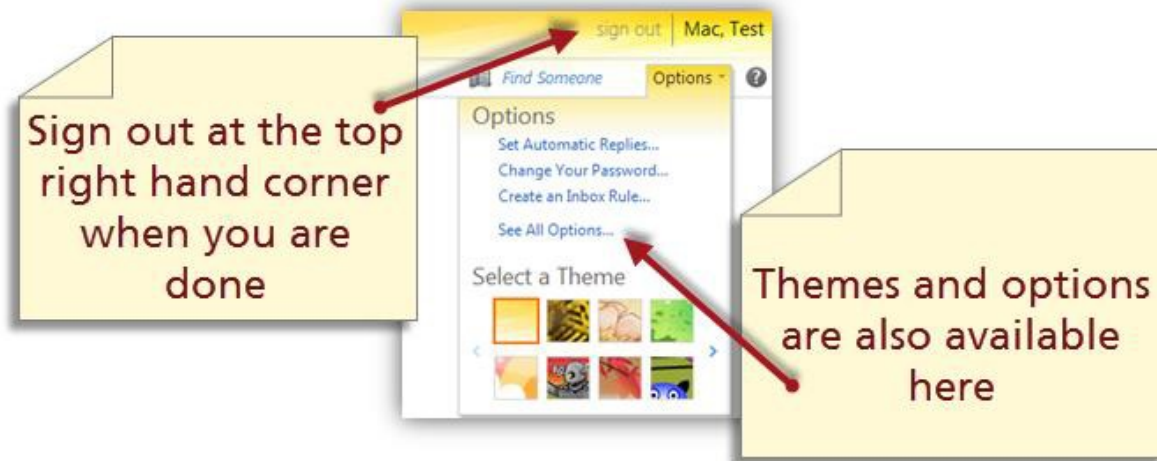 sign out | Mac, Test
Find Someone Options ?
Options
Set Automatic Replies...
Change Your Password...
Create an Inbox Rule...
See All Options...
Select a Theme
Sign out at the top
right hand corner
when you are
done
Themes and options
are also available
here